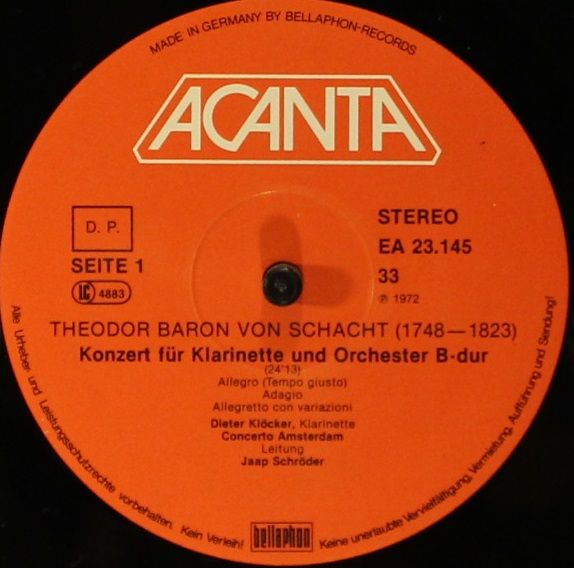 MADE IN GERMANY BY BELLAPHON-RECORDS
ACANTA
D. P.
SEITE 1
LC 4883
STEREO
EA 23.145
33
℗ 1972
THEODOR BARON VON SCHACHT (1748—1823)
Konzert für Klarinette und Orchester B-dur
(24'13)
Allegro (Tempo giusto)
Adagio
Allegretto con variazioni
Dieter Klöcker, Klarinette
Concerto Amsterdam
Leitung
Jaap Schröder
bellaphon
Alle Urheber- und Leistungsschutzrechte vorbehalten. Kein Verleih! Keine unerlaubte Vervielfältigung, Vermietung, Aufführung und Sendung!